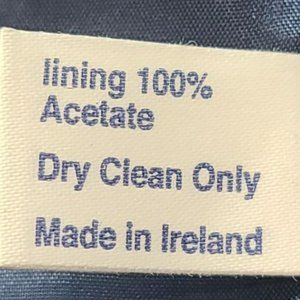 lining 100%
Acetate
Dry Clean Only
Made in Ireland